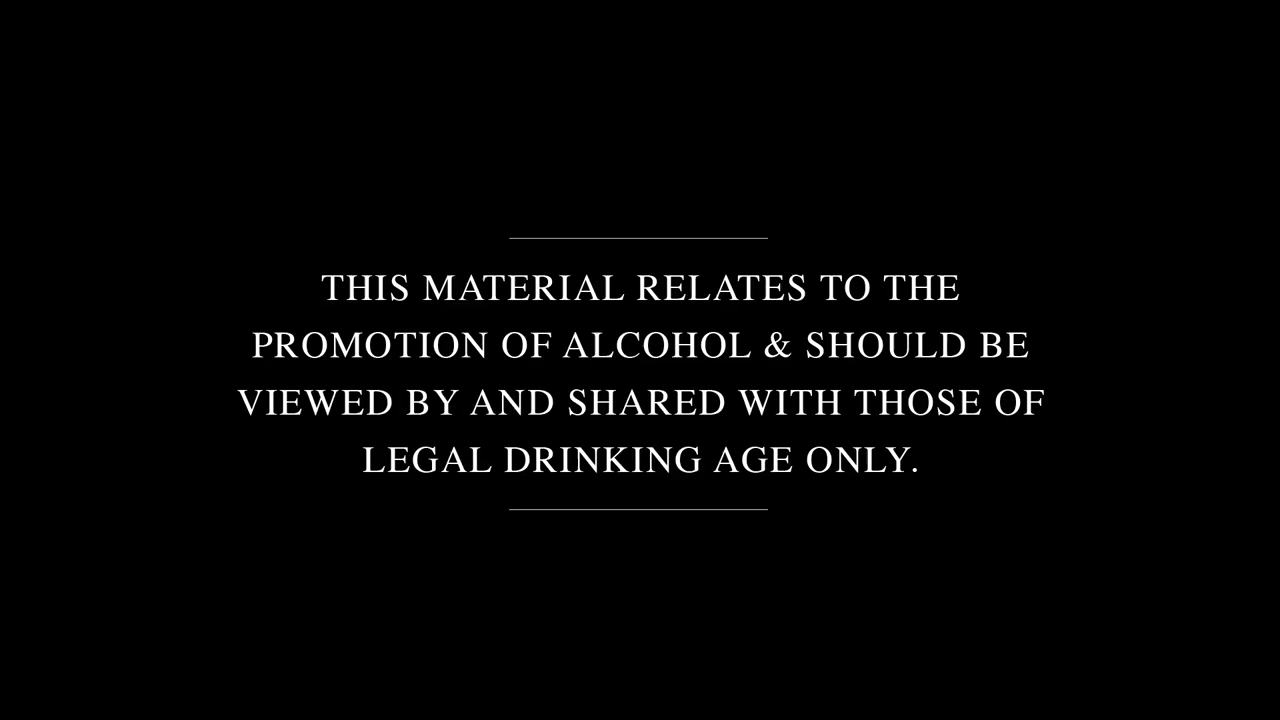 THIS MATERIAL RELATES TO THE
PROMOTION OF ALCOHOL & SHOULD BE
VIEWED BY AND SHARED WITH THOSE OF
LEGAL DRINKING AGE ONLY.